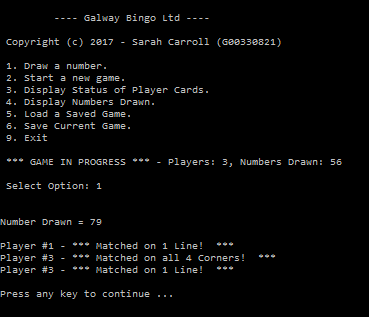 ---- Galway Bingo Ltd ----
Copyright (c) 2017 - Sarah Carroll (G00330821)
1. Draw a number.
2. Start a new game.
3. Display Status of Player Cards.
4. Display Numbers Drawn.
5. Load a Saved Game.
6. Save Current Game.
9. Exit
*** GAME IN PROGRESS *** - Players: 3, Numbers Drawn: 56
Select Option: 1
Number Drawn = 79
Player #1 - *** Matched on 1 Line!  ***
Player #3 - *** Matched on all 4 Corners!  ***
Player #3 - *** Matched on 1 Line!  ***
Press any key to continue ...